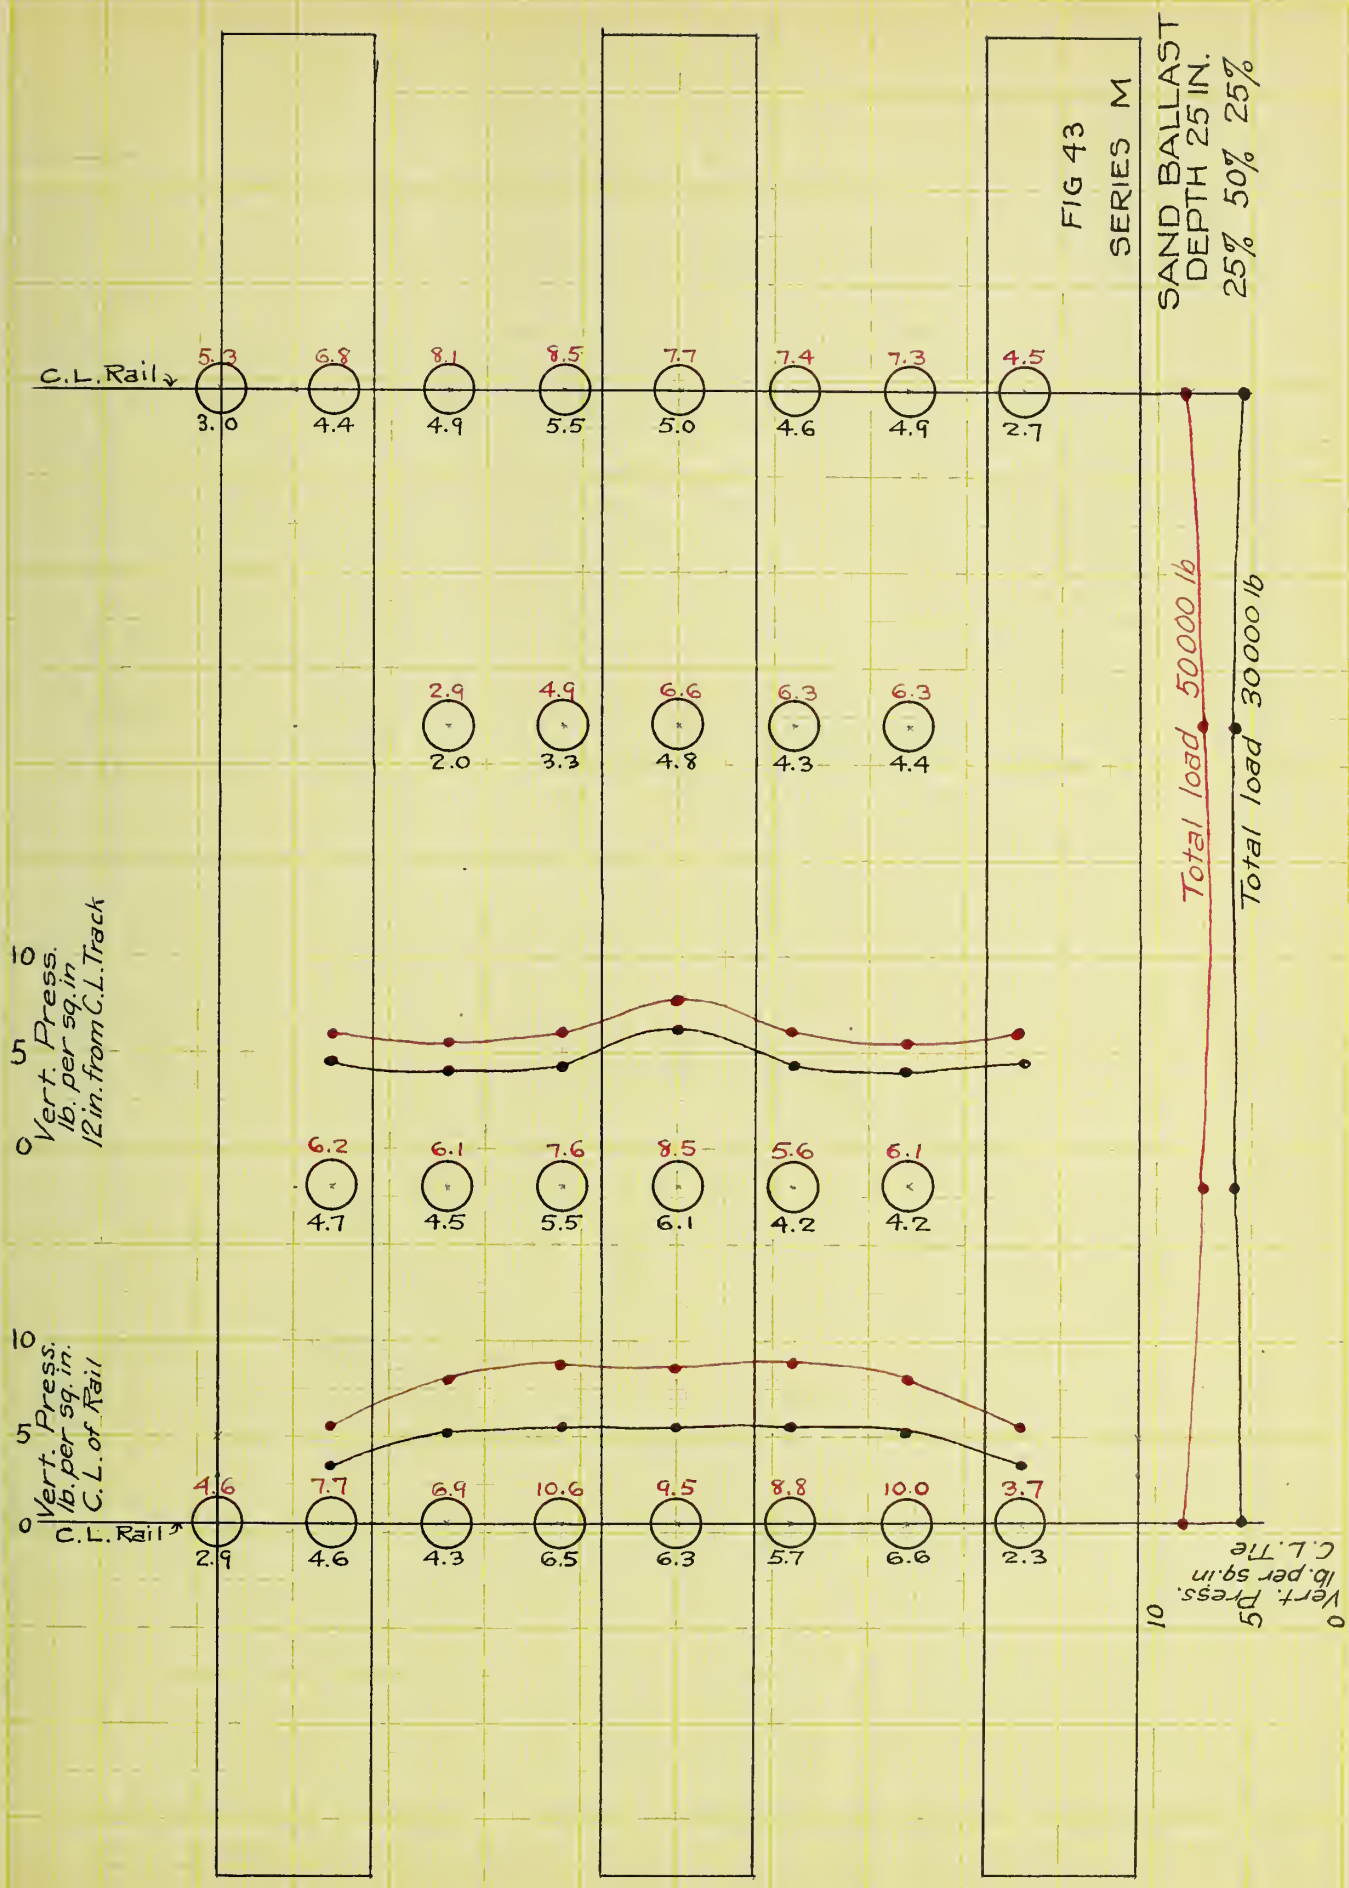 FIG 43
SERIES M
SAND BALLAST
DEPTH 25 IN.
25% 50% 25%
C.L. Rail
5.3 6.8 8.1 8.5 7.7 7.4 7.3 4.5
3.0 4.4 4.9 5.5 5.0 4.6 4.9 2.7
2.9 4.9 6.6 6.3 6.3
2.0 3.3 4.8 4.3 4.4
Total load 50000 lb
Total load 30000 lb
10
5
0
Vert. Press.
lb. per sq. in
12 in. from C.L. Track
6.2 6.1 7.6 8.5 5.6 6.1
4.7 4.5 5.5 6.1 4.2 4.2
10
5
0
Vert. Press.
lb. per sq. in.
C.L. of Rail
4.6 7.7 6.9 10.6 9.5 8.8 10.0 3.7
C.L. Rail
2.9 4.6 4.3 6.5 6.3 5.7 6.6 2.3
Vert. Press.
lb. per sq. in
C.L. Tie
10
5
0